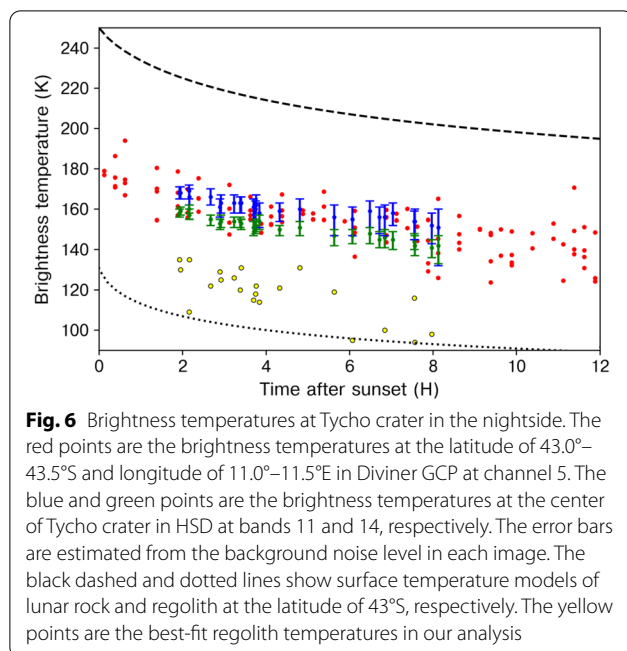 240
220
200
180
160
140
120
100
Brightness temperature (K)
0 2 4 6 8 10 12
Time after sunset (H)
Fig. 6 Brightness temperatures at Tycho crater in the nightside. The
red points are the brightness temperatures at the latitude of 43.0°–
43.5°S and longitude of 11.0°–11.5°E in Diviner GCP at channel 5. The
blue and green points are the brightness temperatures at the center
of Tycho crater in HSD at bands 11 and 14, respectively. The error bars
are estimated from the background noise level in each image. The
black dashed and dotted lines show surface temperature models of
lunar rock and regolith at the latitude of 43°S, respectively. The yellow
points are the best-fit regolith temperatures in our analysis